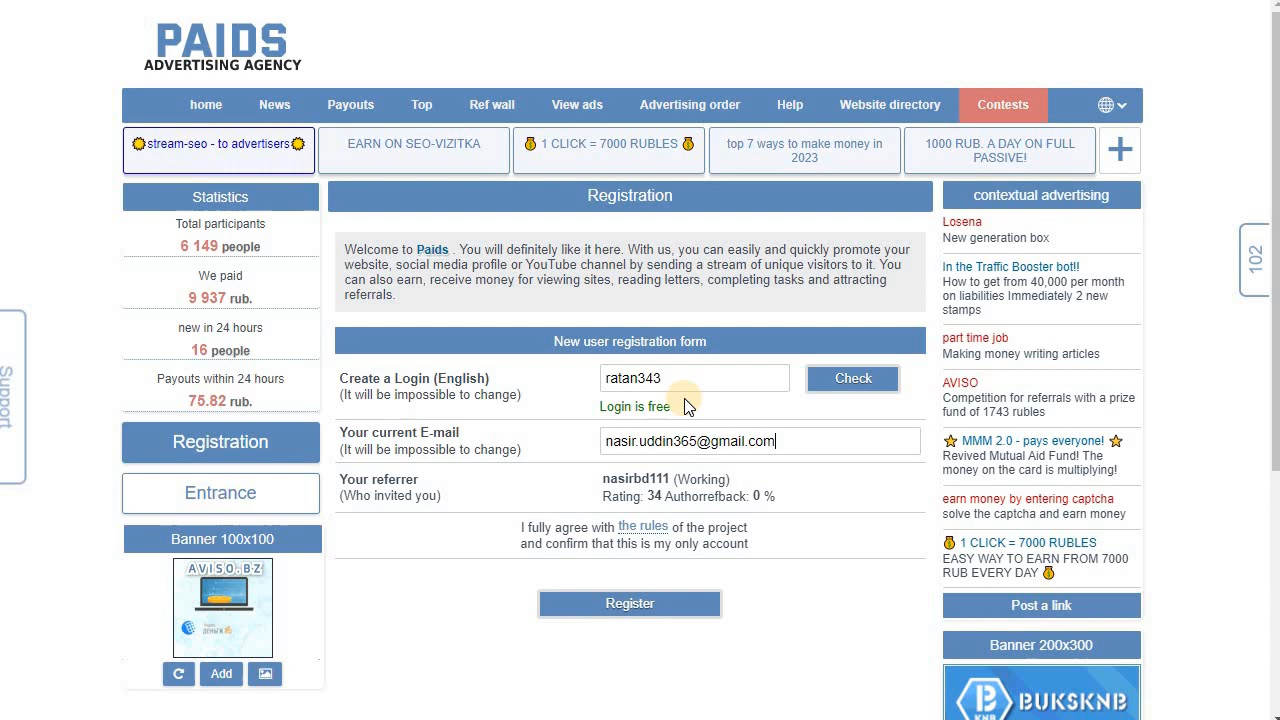 PAIDS
ADVERTISING AGENCY
home News Payouts Top Ref wall View ads Advertising order Help Website directory Contests
stream-seo - to advertisers
EARN ON SEO-VIZITKA
1 CLICK = 7000 RUBLES
top 7 ways to make money in
2023
1000 RUB. A DAY ON FULL
PASSIVE!
Statistics
Total participants
6 149 people
We paid
9 937 rub.
new in 24 hours
16 people
Payouts within 24 hours
75.82 rub.
Registration
Entrance
Banner 100x100
AVISO.BZ
Add
Support
Registration
Welcome to Paids . You will definitely like it here. With us, you can easily and quickly promote your
website, social media profile or YouTube channel by sending a stream of unique visitors to it. You
can also earn, receive money for viewing sites, reading letters, completing tasks and attracting
referrals.
New user registration form
Create a Login (English)
(It will be impossible to change)
ratan343
Check
Login is free
Your current E-mail
(It will be impossible to change)
nasir.uddin365@gmail.com
Your referrer
(Who invited you)
nasirbd111 (Working)
Rating: 34 Authorrefback: 0 %
I fully agree with the rules of the project
and confirm that this is my only account
Register
contextual advertising
Losena
New generation box
In the Traffic Booster bot!!
How to get from 40,000 per month
on liabilities Immediately 2 new
stamps
part time job
Making money writing articles
AVISO
Competition for referrals with a prize
fund of 1743 rubles
MMM 2.0 - pays everyone!
Revived Mutual Aid Fund! The
money on the card is multiplying!
earn money by entering captcha
solve the captcha and earn money
1 CLICK = 7000 RUBLES
EASY WAY TO EARN FROM 7000
RUB EVERY DAY
Post a link
Banner 200x300
BUKSKNB
KNB
102